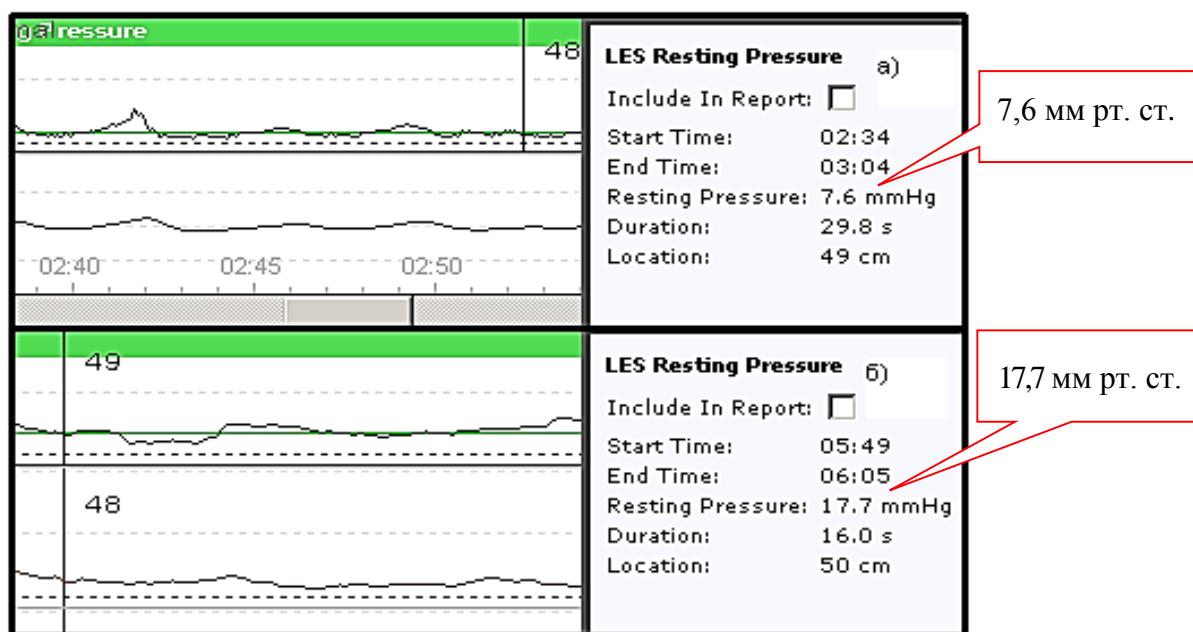 ressure
48
LES Resting Pressure а)
Include In Report:
Start Time: 02:34
End Time: 03:04
Resting Pressure: 7.6 mmHg
Duration: 29.8 s
Location: 49 cm
7,6 мм рт. ст.
02:40 02:45 02:50
49
48
LES Resting Pressure б)
Include In Report:
Start Time: 05:49
End Time: 06:05
Resting Pressure: 17.7 mmHg
Duration: 16.0 s
Location: 50 cm
17,7 мм рт. ст.